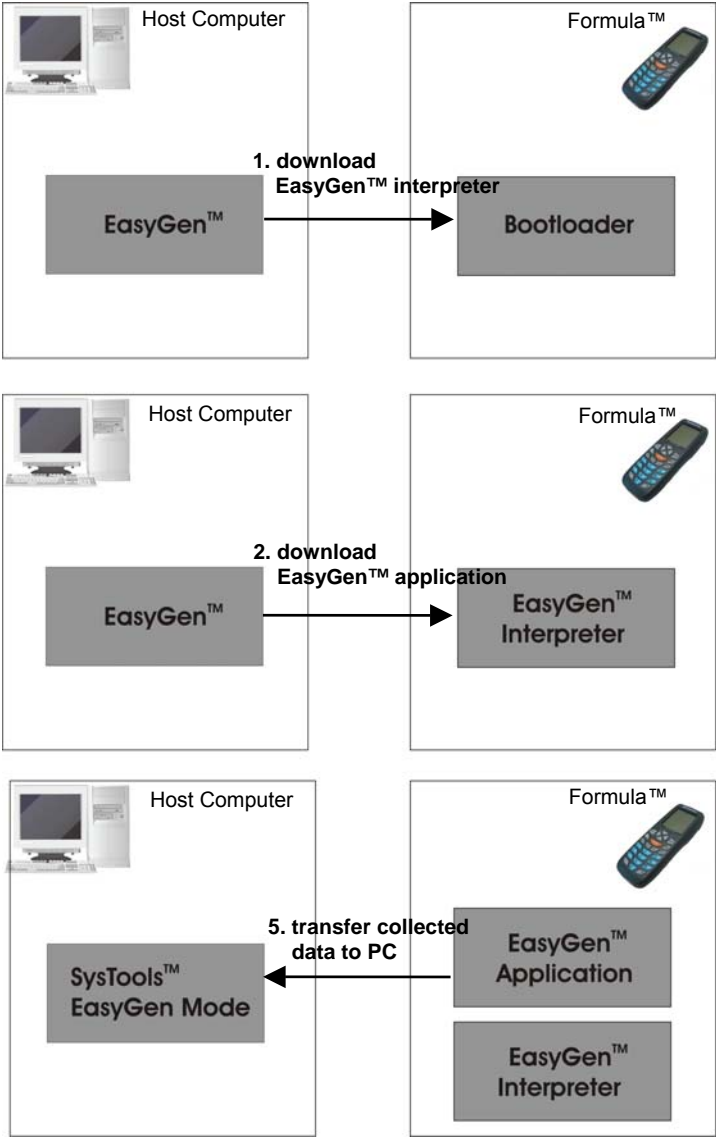 Host Computer
Formula™
1. download
EasyGen™ interpreter
EasyGen™
Bootloader
Host Computer
Formula™
2. download
EasyGen™ application
EasyGen™
EasyGen™
Interpreter
Host Computer
Formula™
5. transfer collected
data to PC
SysTools™
EasyGen Mode
EasyGen™
Application
EasyGen™
Interpreter